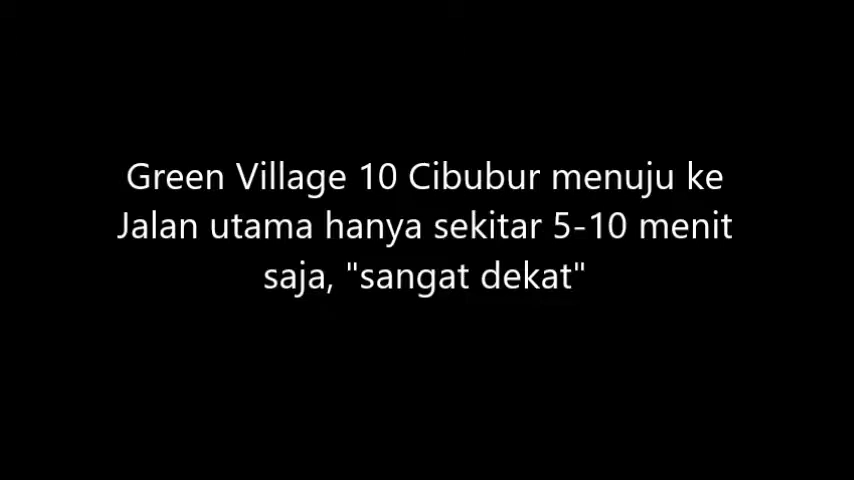 Green Village 10 Cibubur menuju ke
Jalan utama hanya sekitar 5-10 menit
saja, "sangat dekat"